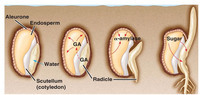 Aleurone
Endosperm
GA
α-amylase
Sugar
Water
GA
Scutellum
(cotyledon)
Radicle